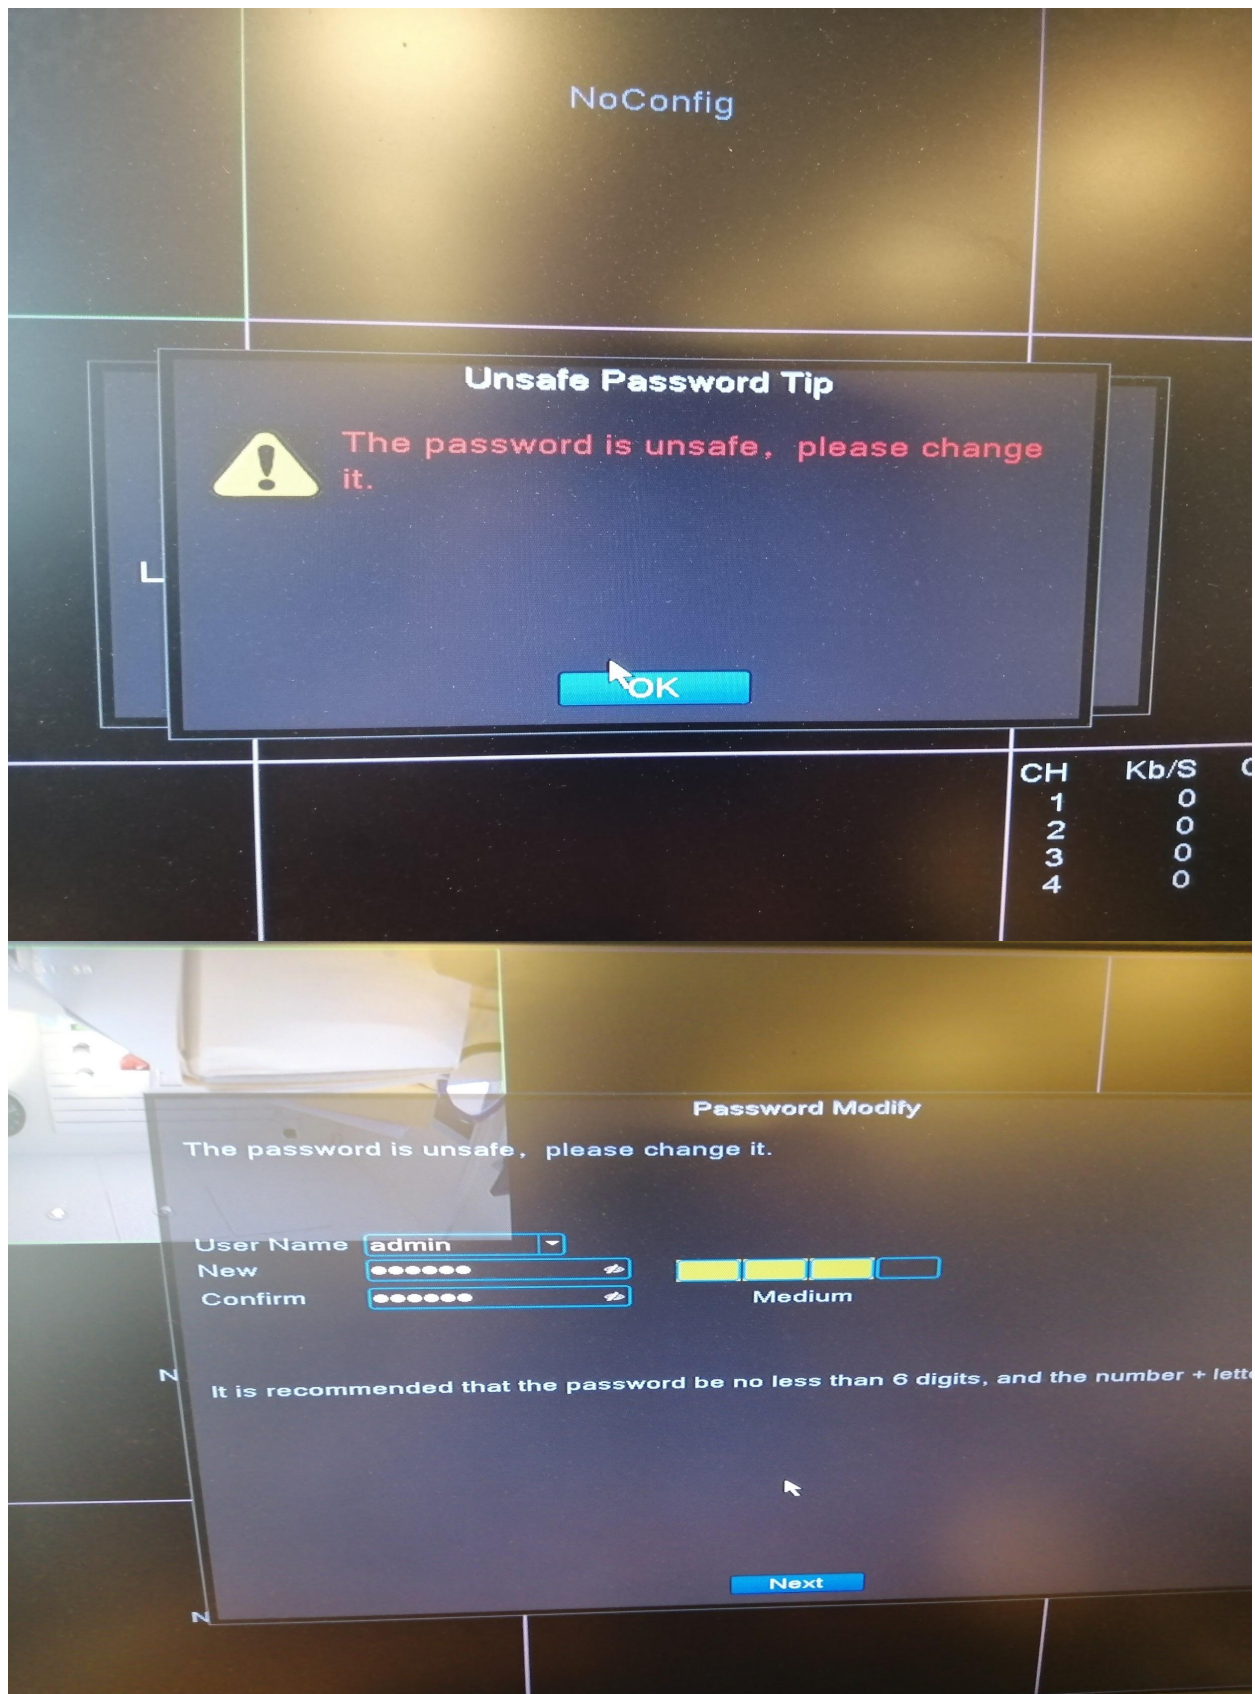 NoConfig
Unsafe Password Tip
The password is unsafe, please change
it.
L
OK
CH Kb/S
1 0
2 0
3 0
4 0
Password Modify
The password is unsafe, please change it.
User Name admin
New ●●●●●●
Confirm ●●●●●●
Medium
N
It is recommended that the password be no less than 6 digits, and the number +
Next
N